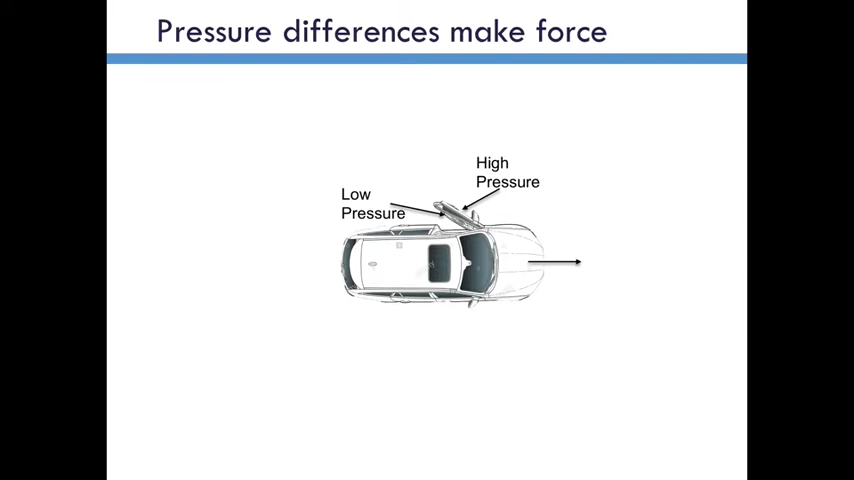 Pressure differences make force
High
Pressure
Low
Pressure